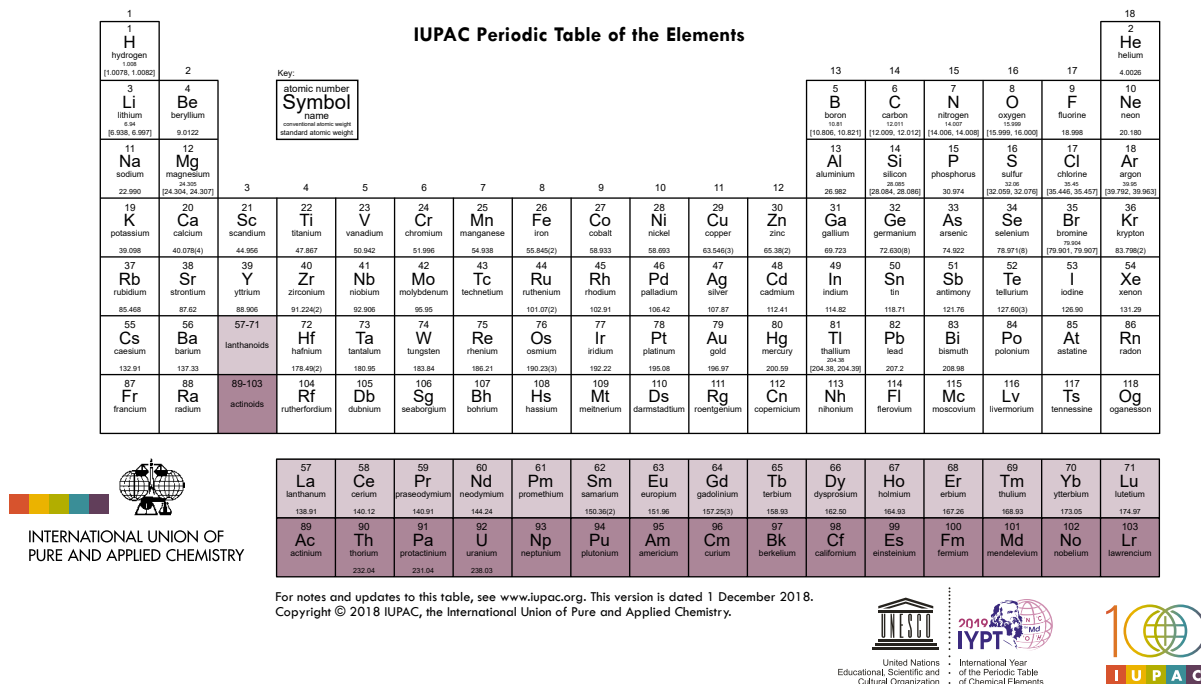 IUPAC Periodic Table of the Elements
1
18
1
H
hydrogen
1.008
[1.0078, 1.0082]
2
He
helium
4.0026
2
13
14
15
16
17
Key:
atomic number
Symbol
name
conventional atomic weight
standard atomic weight
3
Li
lithium
6.94
[6.938, 6.997]
4
Be
beryllium
9.0122
5
B
boron
10.81
[10.806, 10.821]
6
C
carbon
12.011
[12.009, 12.012]
7
N
nitrogen
14.007
[14.006, 14.008]
8
O
oxygen
15.999
[15.999, 16.000]
9
F
fluorine
18.998
10
Ne
neon
20.180
11
Na
sodium
22.990
12
Mg
magnesium
24.305
[24.304, 24.307]
3
4
5
6
7
8
9
10
11
12
13
Al
aluminium
26.982
14
Si
silicon
28.085
[28.084, 28.086]
15
P
phosphorus
30.974
16
S
sulfur
32.06
[32.059, 32.076]
17
Cl
chlorine
35.45
[35.446, 35.457]
18
Ar
argon
39.95
[39.792, 39.963]
19
K
potassium
39.098
20
Ca
calcium
40.078(4)
21
Sc
scandium
44.956
22
Ti
titanium
47.867
23
V
vanadium
50.942
24
Cr
chromium
51.996
25
Mn
manganese
54.938
26
Fe
iron
55.845(2)
27
Co
cobalt
58.933
28
Ni
nickel
58.693
29
Cu
copper
63.546(3)
30
Zn
zinc
65.38(2)
31
Ga
gallium
69.723
32
Ge
germanium
72.630(8)
33
As
arsenic
74.922
34
Se
selenium
78.971(8)
35
Br
bromine
79.904
[79.901, 79.907]
36
Kr
krypton
83.798(2)
37
Rb
rubidium
85.468
38
Sr
strontium
87.62
39
Y
yttrium
88.906
40
Zr
zirconium
91.224(2)
41
Nb
niobium
92.906
42
Mo
molybdenum
95.95
43
Tc
technetium
44
Ru
ruthenium
101.07(2)
45
Rh
rhodium
102.91
46
Pd
palladium
106.42
47
Ag
silver
107.87
48
Cd
cadmium
112.41
49
In
indium
114.82
50
Sn
tin
118.71
51
Sb
antimony
121.76
52
Te
tellurium
127.60(3)
53
I
iodine
126.90
54
Xe
xenon
131.29
55
Cs
caesium
132.91
56
Ba
barium
137.33
57-71
lanthanoids
72
Hf
hafnium
178.49(2)
73
Ta
tantalum
180.95
74
W
tungsten
183.84
75
Re
rhenium
186.21
76
Os
osmium
190.23(3)
77
Ir
iridium
192.22
78
Pt
platinum
195.08
79
Au
gold
196.97
80
Hg
mercury
200.59
81
Tl
thallium
204.38
[204.38, 204.39]
82
Pb
lead
207.2
83
Bi
bismuth
208.98
84
Po
polonium
85
At
astatine
86
Rn
radon
87
Fr
francium
88
Ra
radium
89-103
actinoids
104
Rf
rutherfordium
105
Db
dubnium
106
Sg
seaborgium
107
Bh
bohrium
108
Hs
hassium
109
Mt
meitnerium
110
Ds
darmstadtium
111
Rg
roentgenium
112
Cn
copernicium
113
Nh
nihonium
114
Fl
flerovium
115
Mc
moscovium
116
Lv
livermorium
117
Ts
tennessine
118
Og
oganesson
57
La
lanthanum
138.91
58
Ce
cerium
140.12
59
Pr
praseodymium
140.91
60
Nd
neodymium
144.24
61
Pm
promethium
62
Sm
samarium
150.36(2)
63
Eu
europium
151.96
64
Gd
gadolinium
157.25(3)
65
Tb
terbium
158.93
66
Dy
dysprosium
162.50
67
Ho
holmium
164.93
68
Er
erbium
167.26
69
Tm
thulium
168.93
70
Yb
ytterbium
173.05
71
Lu
lutetium
174.97
89
Ac
actinium
90
Th
thorium
232.04
91
Pa
protactinium
231.04
92
U
uranium
238.03
93
Np
neptunium
94
Pu
plutonium
95
Am
americium
96
Cm
curium
97
Bk
berkelium
98
Cf
californium
99
Es
einsteinium
100
Fm
fermium
101
Md
mendelevium
102
No
nobelium
103
Lr
lawrencium
INTERNATIONAL UNION OF
PURE AND APPLIED CHEMISTRY
For notes and updates to this table, see www.iupac.org. This version is dated 1 December 2018.
Copyright © 2018 IUPAC, the International Union of Pure and Applied Chemistry.
UNESCO
United Nations
Educational, Scientific and
Cultural Organization
2019
IYPT
N
C
Md
O
H
International Year
of the Periodic Table
of Chemical Elements
100
IUPAC